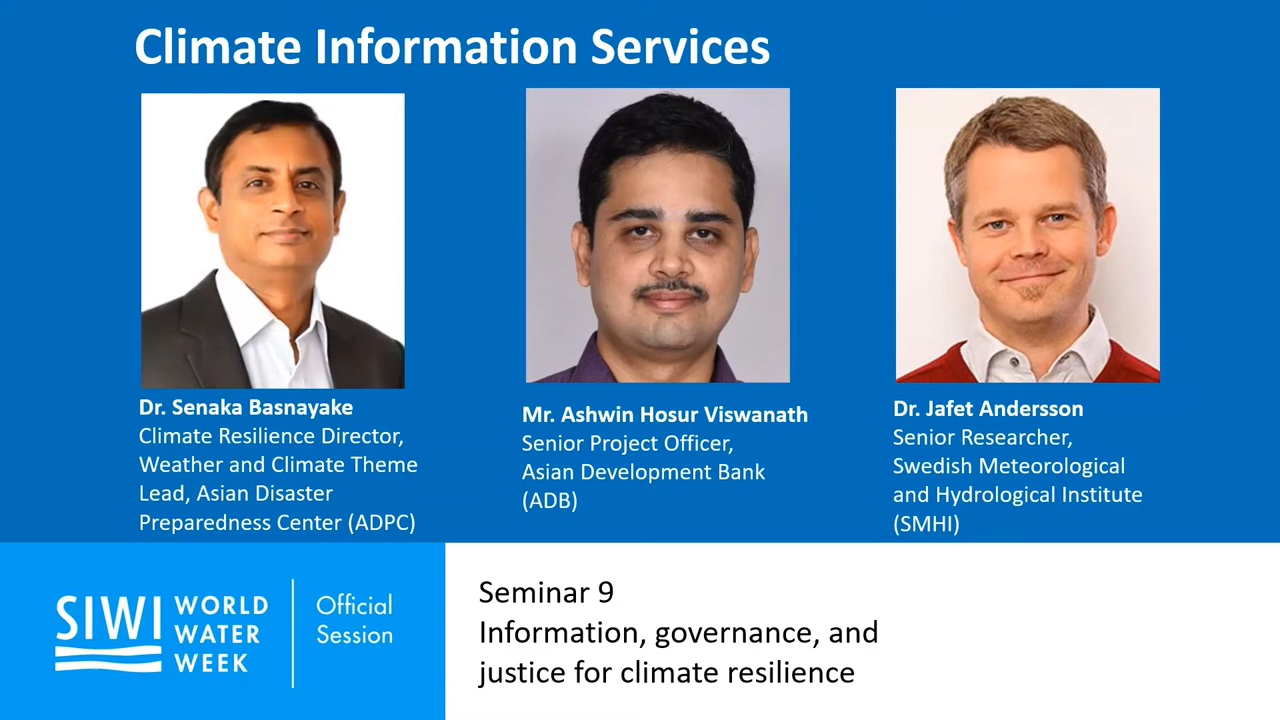 Climate Information Services
Dr. Senaka Basnayake
Climate Resilience Director,
Weather and Climate Theme
Lead, Asian Disaster
Preparedness Center (ADPC)
Mr. Ashwin Hosur Viswanath
Senior Project Officer,
Asian Development Bank
(ADB)
Dr. Jafet Andersson
Senior Researcher,
Swedish Meteorological
and Hydrological Institute
(SMHI)
SIWI
WORLD
WATER
WEEK
Official
Session
Seminar 9
Information, governance, and
justice for climate resilience